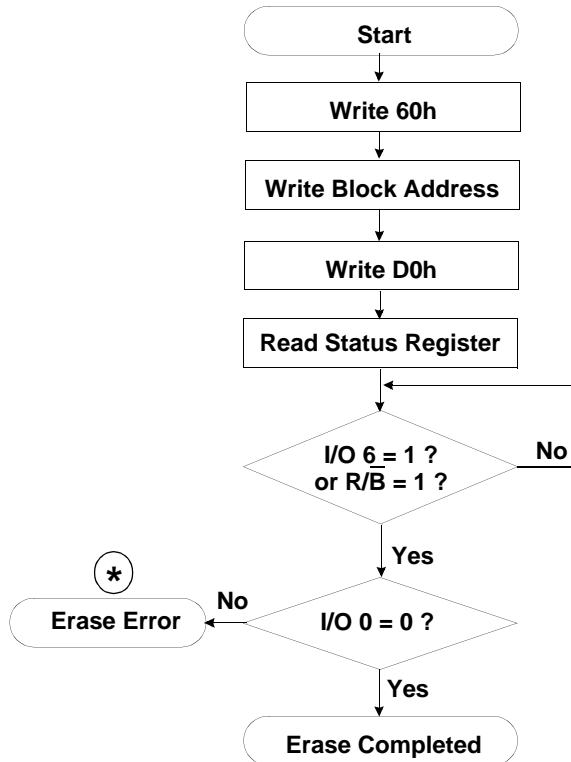 Start
Write 60h
Write Block Address
Write D0h
Read Status Register
I/O 6 = 1 ?
or R/B̅ = 1 ?
No
Yes
*
No
Erase Error
I/O 0 = 0 ?
Yes
Erase Completed